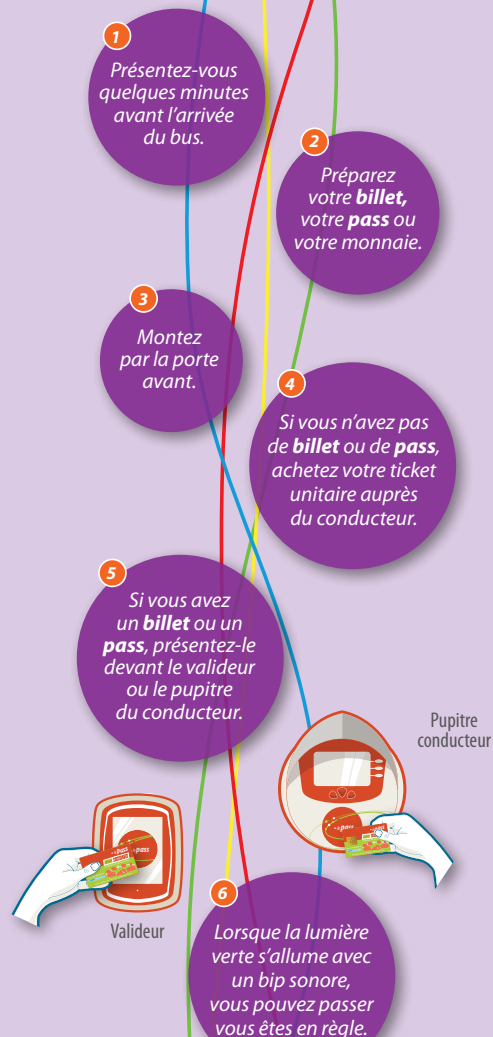 1
Présentez-vous
quelques minutes
avant l'arrivée
du bus.
2
Préparez
votre billet,
votre pass ou
votre monnaie.
3
Montez
par la porte
avant.
4
Si vous n'avez pas
de billet ou de pass,
achetez votre ticket
unitaire auprès
du conducteur.
5
Si vous avez
un billet ou un
pass, présentez-le
devant le valideur
ou le pupitre
du conducteur.
Pupitre
conducteur
pass
pass
pass
Valideur
6
Lorsque la lumière
verte s'allume avec
un bip sonore,
vous pouvez passer
vous êtes en règle.